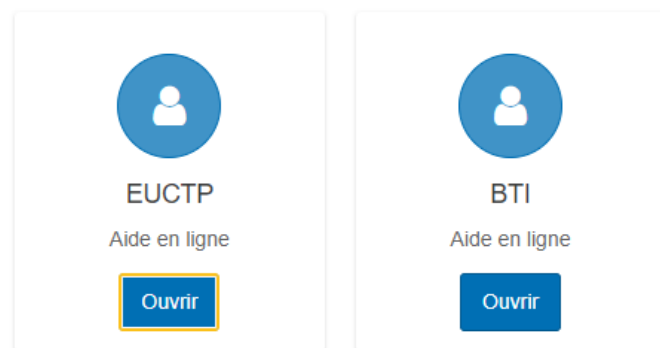 EUCTP
Aide en ligne
Ouvrir
BTI
Aide en ligne
Ouvrir